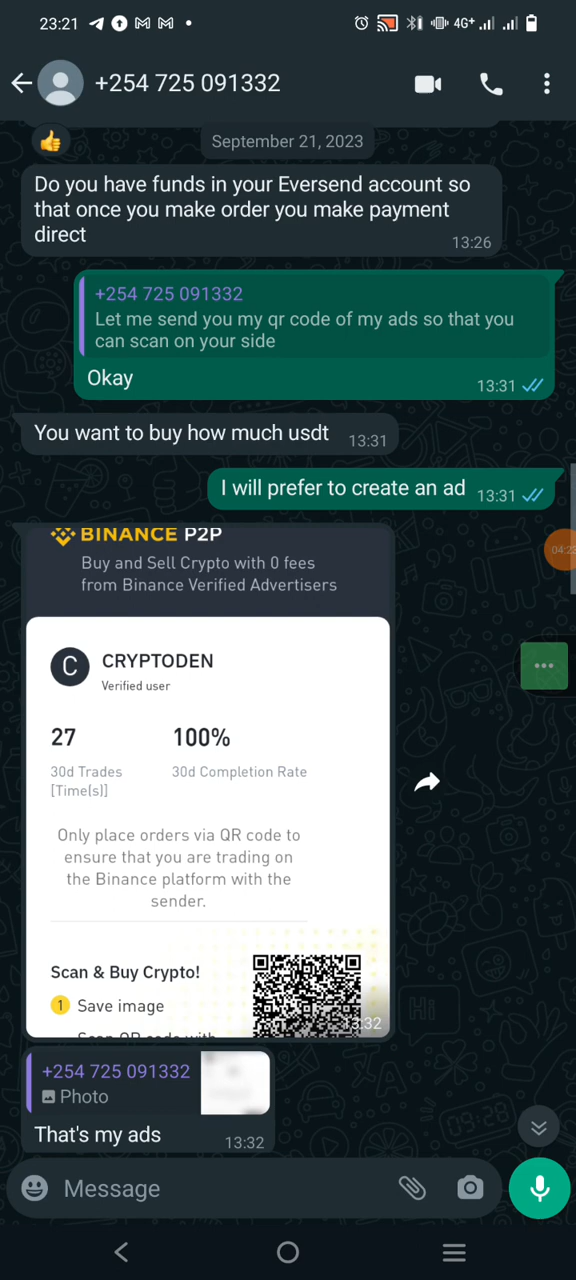 23:21
4G+
+254 725 091332
September 21, 2023
Do you have funds in your Eversend account so
that once you make order you make payment
direct
13:26
+254 725 091332
Let me send you my qr code of my ads so that you
can scan on your side
Okay
13:31
You want to buy how much usdt
13:31
I will prefer to create an ad
13:31
BINANCE P2P
Buy and Sell Crypto with 0 fees
from Binance Verified Advertisers
C
CRYPTODEN
Verified user
27
100%
30d Trades
[Time(s)]
30d Completion Rate
Only place orders via QR code to
ensure that you are trading on
the Binance platform with the
sender.
Scan & Buy Crypto!
1 Save image
Scan QR code with
13:32
+254 725 091332
Photo
That's my ads
13:32
Message